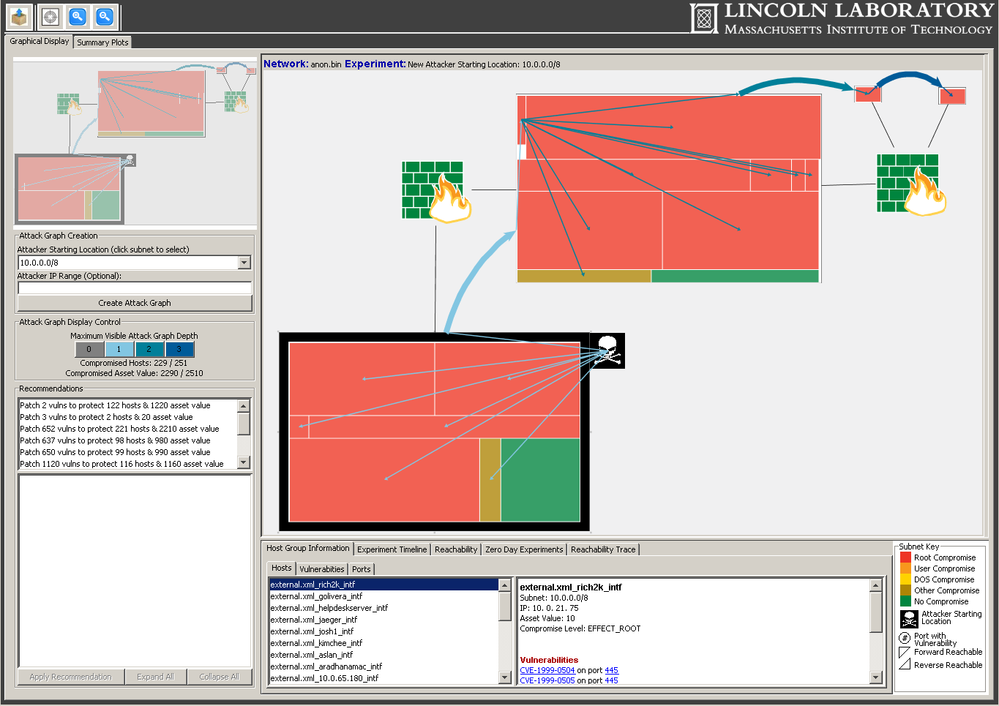 LINCOLN LABORATORY
MASSACHUSETTS INSTITUTE OF TECHNOLOGY
Graphical Display
Summary Plots
Network: anon.bin Experiment: New Attacker Starting Location: 10.0.0.0/8
Attack Graph Creation
Attacker Starting Location (click subnet to select)
10.0.0.0/8
Attacker IP Range (Optional):
Create Attack Graph
Attack Graph Display Control
Maximum Visible Attack Graph Depth
0 1 2 3
Compromised Hosts: 229 / 251
Compromised Asset Value: 2290 / 2510
Recommendations
Patch 2 vulns to protect 122 hosts & 1220 asset value
Patch 3 vulns to protect 2 hosts & 20 asset value
Patch 652 vulns to protect 221 hosts & 2210 asset value
Patch 637 vulns to protect 98 hosts & 980 asset value
Patch 650 vulns to protect 99 hosts & 990 asset value
Patch 1120 vulns to protect 116 hosts & 1160 asset value
Apply Recommendation
Expand All
Collapse All
Host Group Information
Experiment Timeline
Reachability
Zero Day Experiments
Reachability Trace
Hosts
Vulnerabities
Ports
external.xml_rich2k_intf
external.xml_golivera_intf
external.xml_helpdeskserver_intf
external.xml_jaeger_intf
external.xml_josh1_intf
external.xml_kimchee_intf
external.xml_aslan_intf
external.xml_aradhanamac_intf
external.xml_10.0.65.180_intf
external.xml_rich2k_intf
Subnet: 10.0.0.0/8
IP: 10. 0. 21. 75
Asset Value: 10
Compromise Level: EFFECT_ROOT
Vulnerabilities
CVE-1999-0504 on port 445
CVE-1999-0505 on port 445
Subnet Key
Root Compromise
User Compromise
DOS Compromise
Other Compromise
No Compromise
Attacker Starting
Location
# Port with
Vulnerability
Forward Reachable
Reverse Reachable